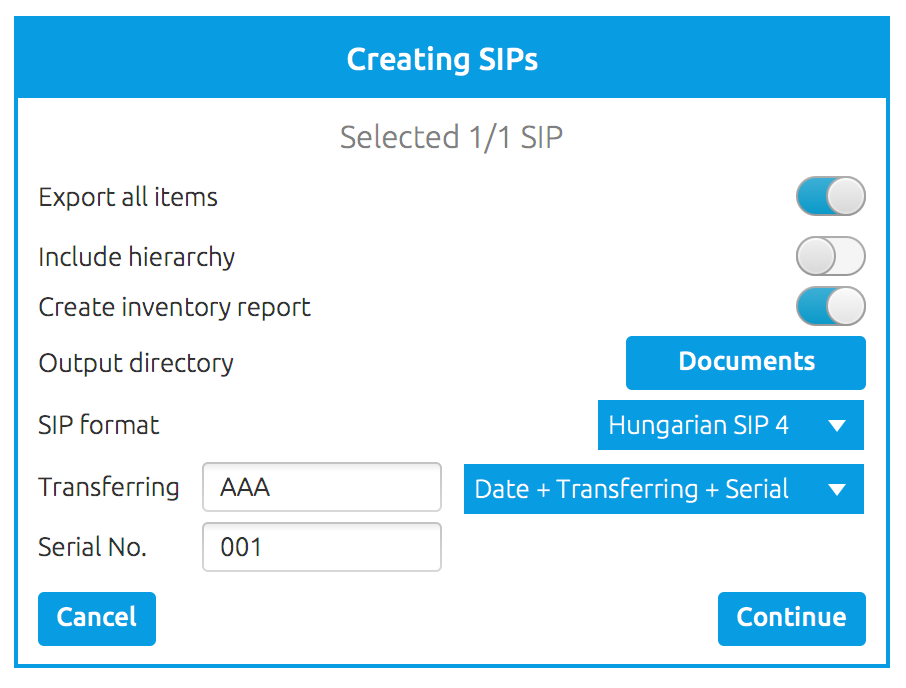 Creating SIPs
Selected 1/1 SIP
Export all items
Include hierarchy
Create inventory report
Output directory Documents
SIP format Hungarian SIP 4
Transferring AAA Date + Transferring + Serial
Serial No. 001
Cancel Continue